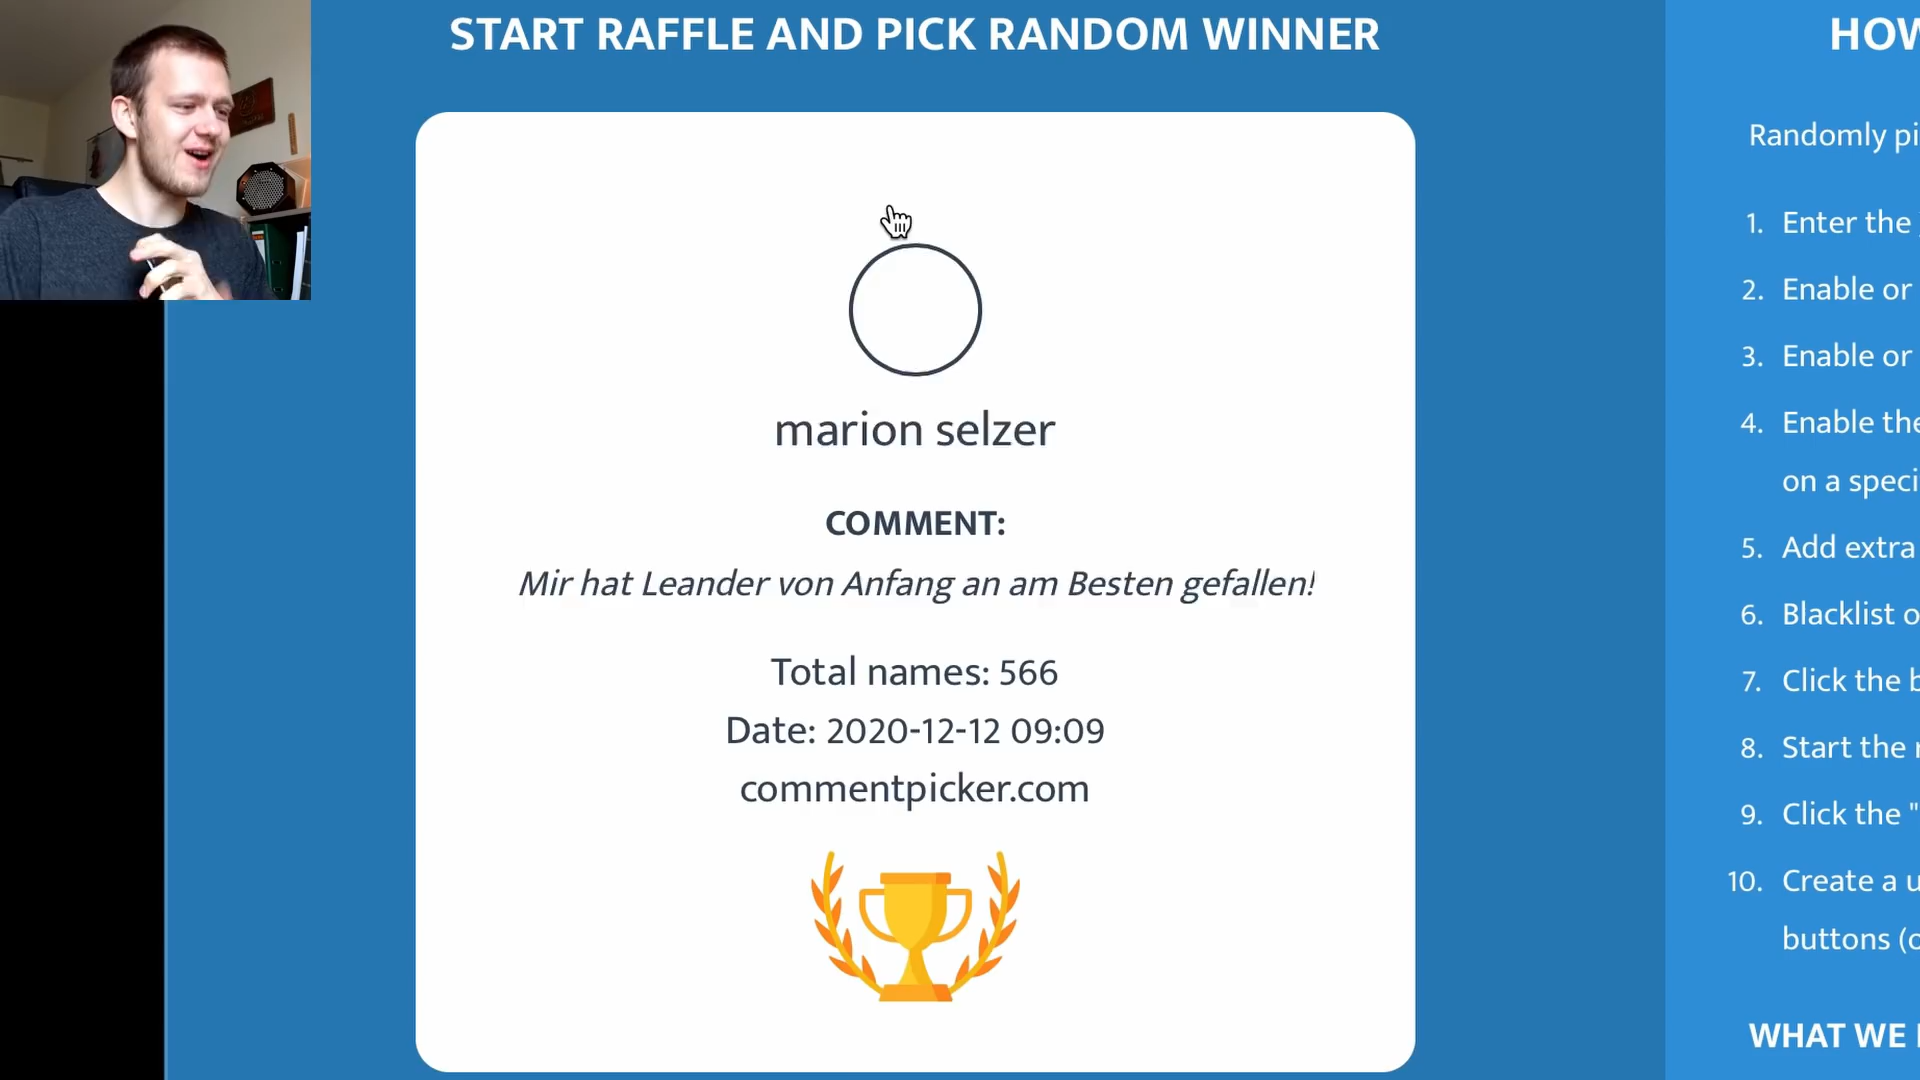 START RAFFLE AND PICK RANDOM WINNER
marion selzer
COMMENT:
Mir hat Leander von Anfang an am Besten gefallen!
Total names: 566
Date: 2020-12-12 09:09
commentpicker.com
HOW
Randomly pi
1. Enter the
2. Enable or
3. Enable or
4. Enable the
on a speci
5. Add extra
6. Blacklist o
7. Click the b
8. Start the r
9. Click the "
10. Create a u
buttons (o
WHAT WE